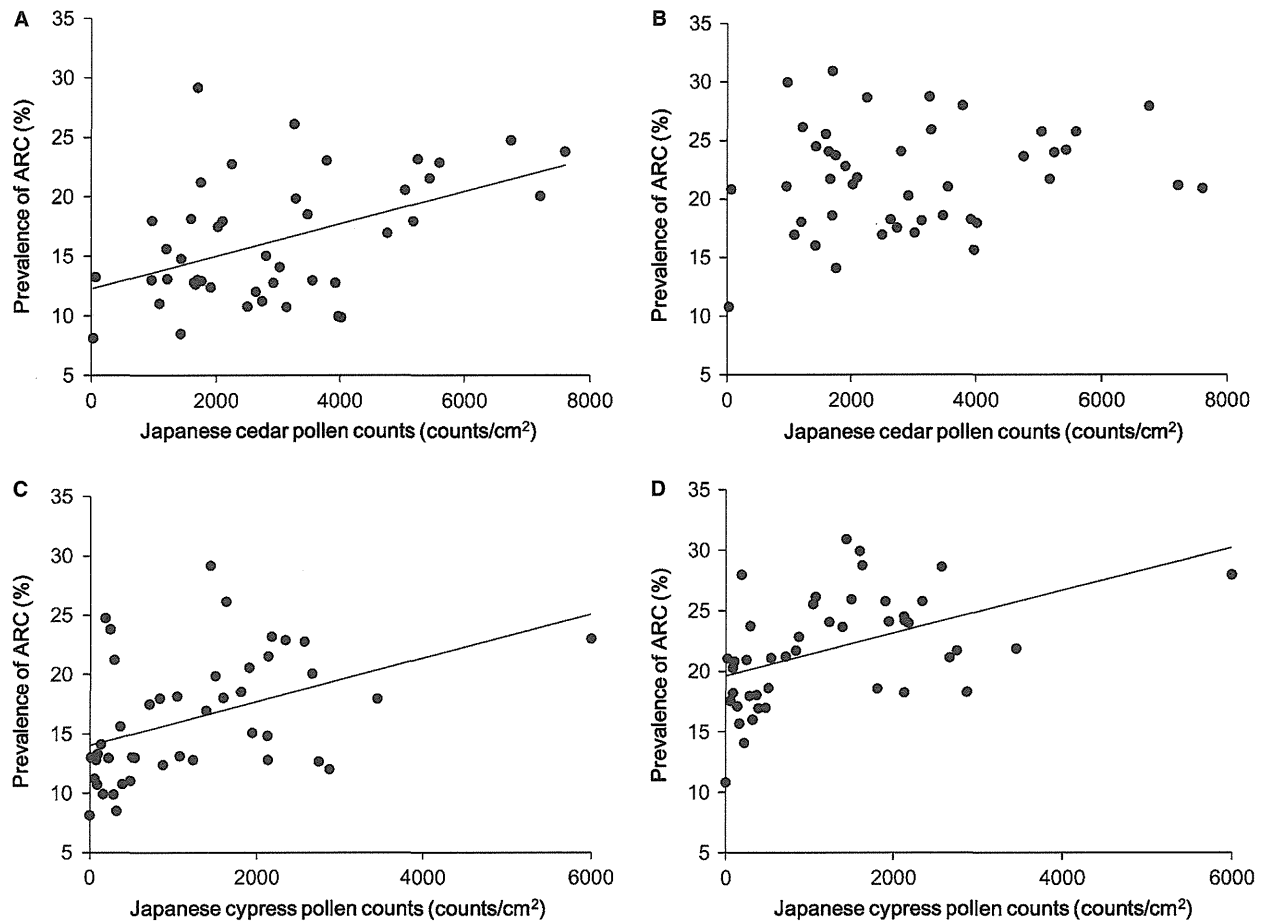 A
35
30
25
20
15
10
5
Prevalence of ARC (%)
0 2000 4000 6000 8000
Japanese cedar pollen counts (counts/cm²)
B
35
30
25
20
15
10
5
Prevalence of ARC (%)
0 2000 4000 6000 8000
Japanese cedar pollen counts (counts/cm²)
C
35
30
25
20
15
10
5
Prevalence of ARC (%)
0 2000 4000 6000
Japanese cypress pollen counts (counts/cm²)
D
35
30
25
20
15
10
5
Prevalence of ARC (%)
0 2000 4000 6000
Japanese cypress pollen counts (counts/cm²)